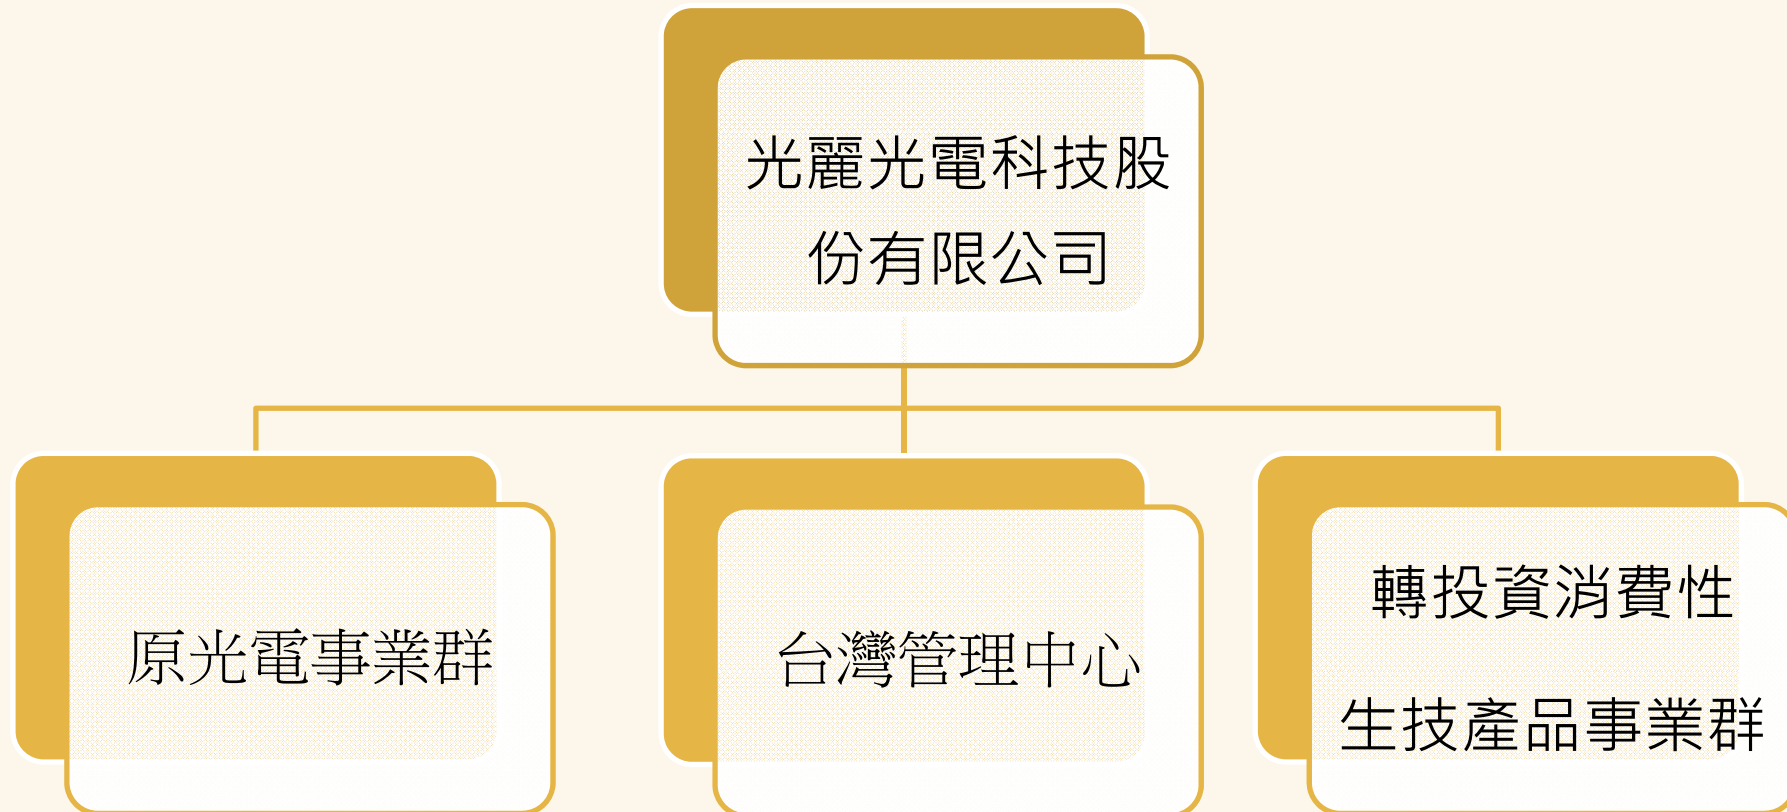 光麗光電科技股
份有限公司
原光電事業群
台灣管理中心
轉投資消費性
生技產品事業群